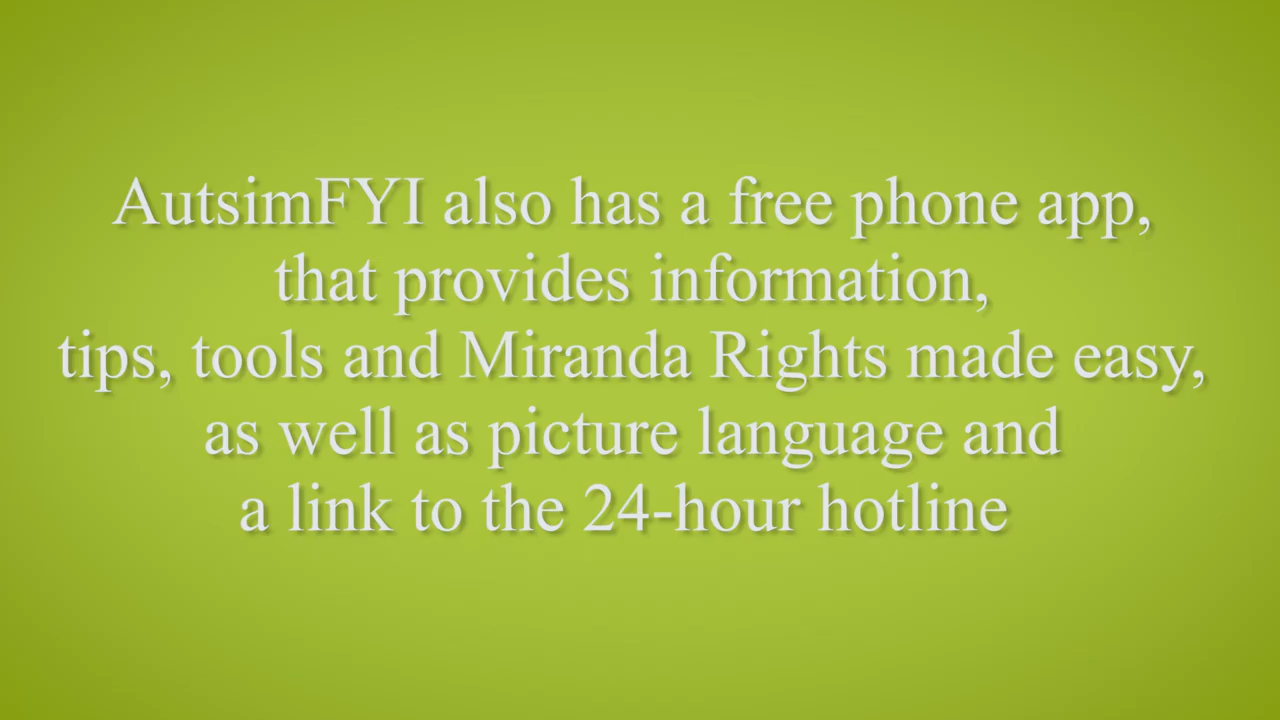 AutsimFYI also has a free phone app,
that provides information,
tips, tools and Miranda Rights made easy,
as well as picture language and
a link to the 24-hour hotline